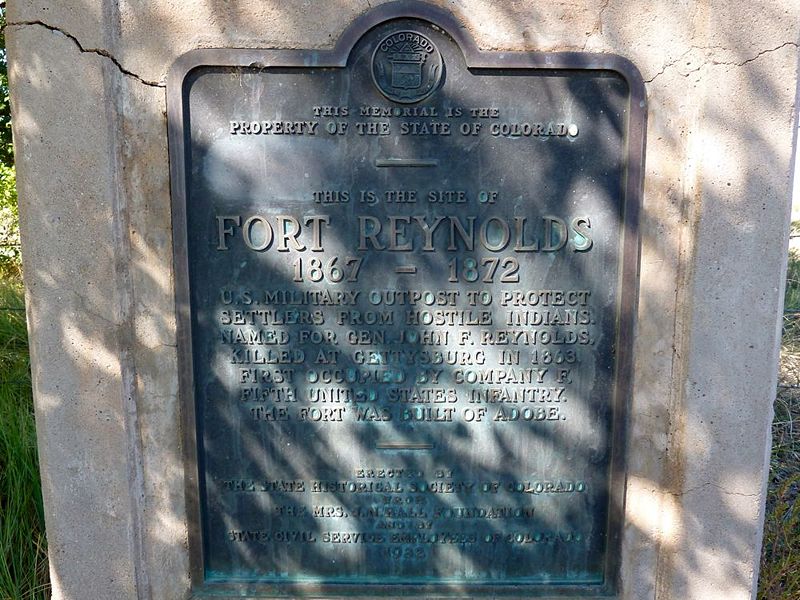 COLORADO
THIS MEMORIAL IS THE
PROPERTY OF THE STATE OF COLORADO
THIS IS THE SITE OF
FORT REYNOLDS
1867 – 1872
U.S. MILITARY OUTPOST TO PROTECT
SETTLERS FROM HOSTILE INDIANS.
NAMED FOR GEN. JOHN F. REYNOLDS,
KILLED AT GETTYSBURG IN 1863.
FIRST OCCUPIED BY COMPANY F,
FIFTH UNITED STATES INFANTRY.
THE FORT WAS BUILT OF ADOBE.
ERECTED BY
THE STATE HISTORICAL SOCIETY OF COLORADO
FROM
THE MRS. J.N. HALL FOUNDATION
AND BY
STATE CIVIL SERVICE EMPLOYEES OF COLORADO